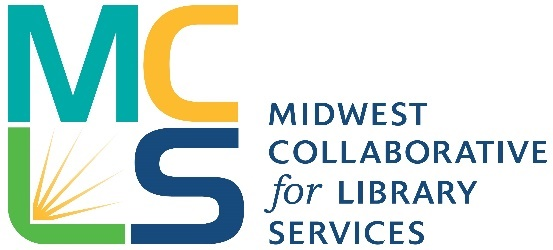 MC
LS
MIDWEST
COLLABORATIVE
for LIBRARY
SERVICES